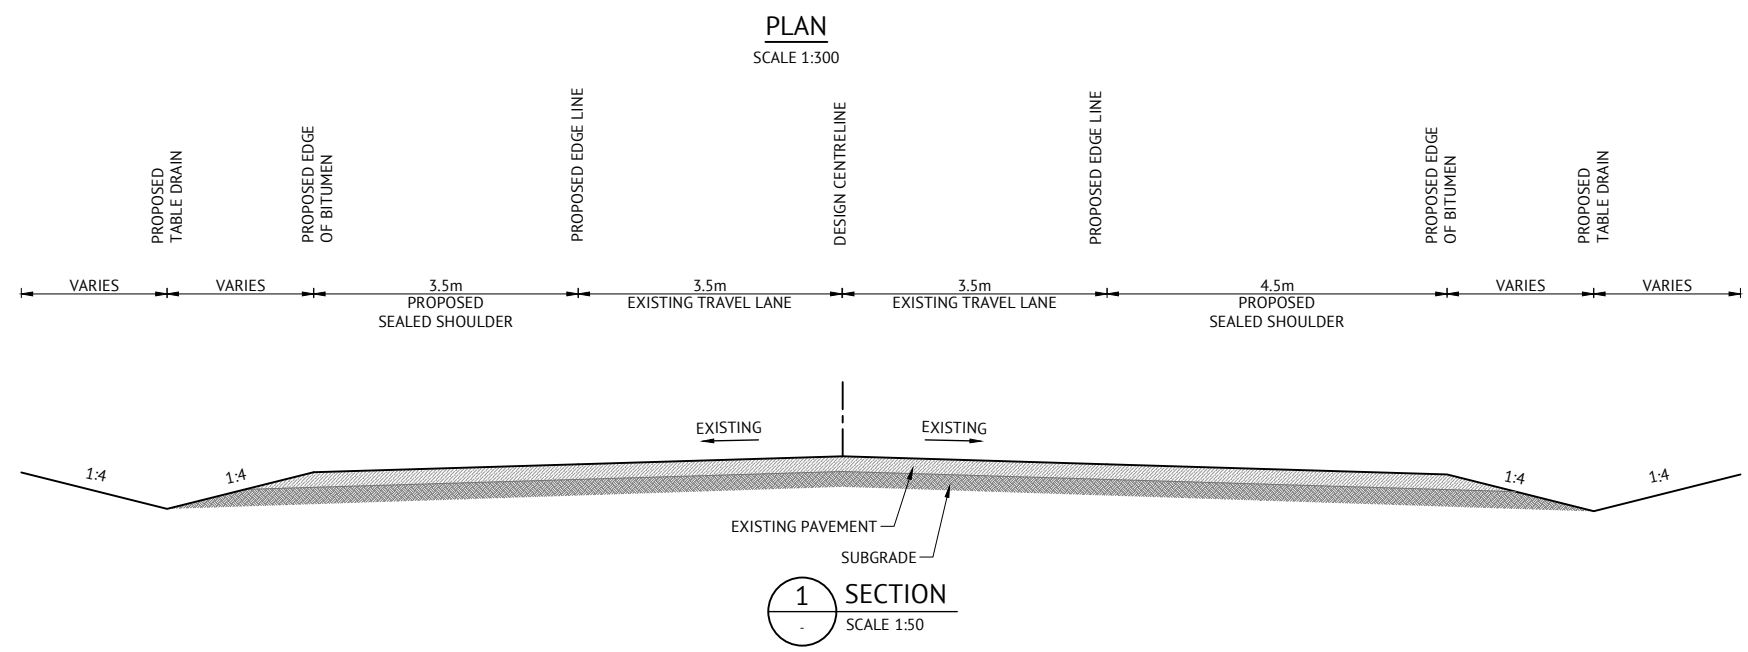 PLAN
SCALE 1:300
PROPOSED
TABLE DRAIN
PROPOSED EDGE
OF BITUMEN
PROPOSED EDGE LINE
DESIGN CENTRELINE
PROPOSED EDGE LINE
PROPOSED EDGE
OF BITUMEN
PROPOSED
TABLE DRAIN
VARIES
VARIES
3.5m
PROPOSED
SEALED SHOULDER
3.5m
EXISTING TRAVEL LANE
3.5m
EXISTING TRAVEL LANE
4.5m
PROPOSED
SEALED SHOULDER
VARIES
VARIES
EXISTING
EXISTING
1:4
1:4
1:4
1:4
EXISTING PAVEMENT
SUBGRADE
1
-
SECTION
SCALE 1:50